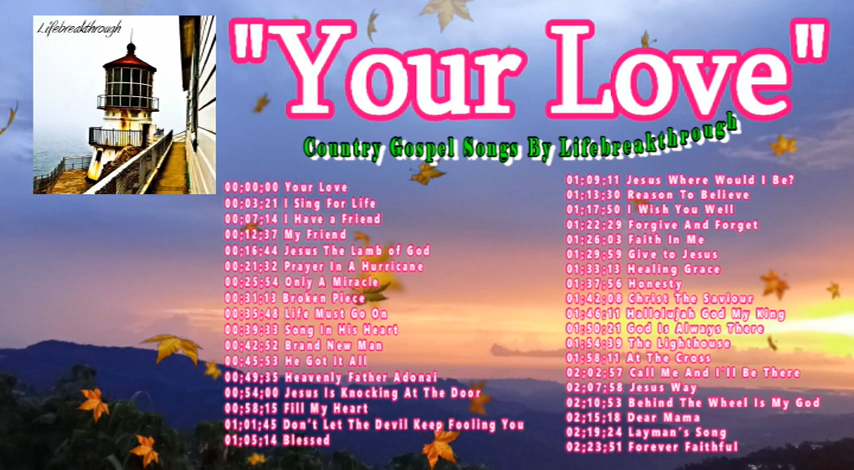 Lifebreakthrough
"Your Love"
Country Gospel Songs By Lifebreakthrough
00;00;00 Your Love
00;03;21 I Sing For Life
00;07;14 I Have a Friend
00;12;37 My Friend
00;16;44 Jesus The Lamb of God
00;21;32 Prayer In A Hurricane
00;25;54 Only A Miracle
00;31;13 Broken Piece
00;35;48 Life Must Go On
00;39;33 Song In His Heart
00;42;52 Brand New Man
00;45;53 He Got It All
00;49;35 Heavenly Father Adonai
00;54;00 Jesus Is Knocking At The Door
00;58;15 Fill My Heart
01;01;45 Don't Let The Devil Keep Fooling You
01;05;14 Blessed
01;09;11 Jesus Where Would I Be?
01;13;30 Reason To Believe
01;17;50 I Wish You Well
01;22;29 Forgive And Forget
01;26;03 Faith In Me
01;29;59 Give to Jesus
01;33;13 Healing Grace
01;37;56 Honesty
01;42;08 Christ The Saviour
01;46;11 Hallelujah God My King
01;50;21 God is Always There
01;54;39 The Lighthouse
01;58;11 At The Cross
02;02;57 Call Me And I'll Be There
02;07;58 Jesus Way
02;10;53 Behind The Wheel Is My God
02;15;18 Dear Mama
02;19;24 Layman's Song
02;23;51 Forever Faithful